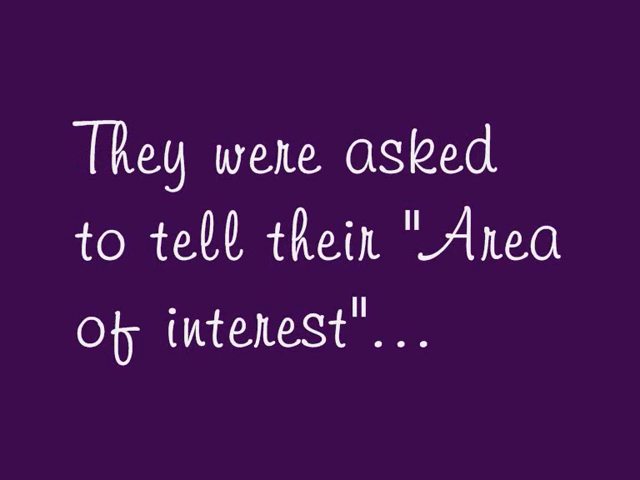 They were asked
to tell their "Area
of interest"...